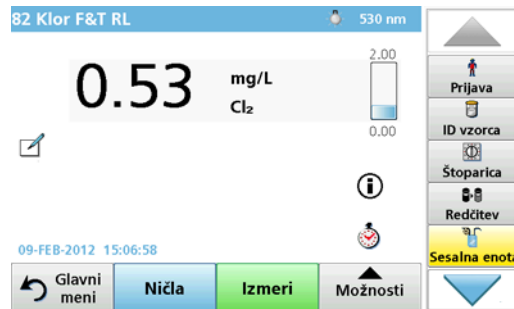 82 Klor F&T RL
530 nm
0.53
mg/L
Cl₂
2.00
0.00
09-FEB-2012 15:06:58
Glavni meni
Ničla
Izmeri
Možnosti
Prijava
ID vzorca
Štoparica
Redčitev
Sesalna enota